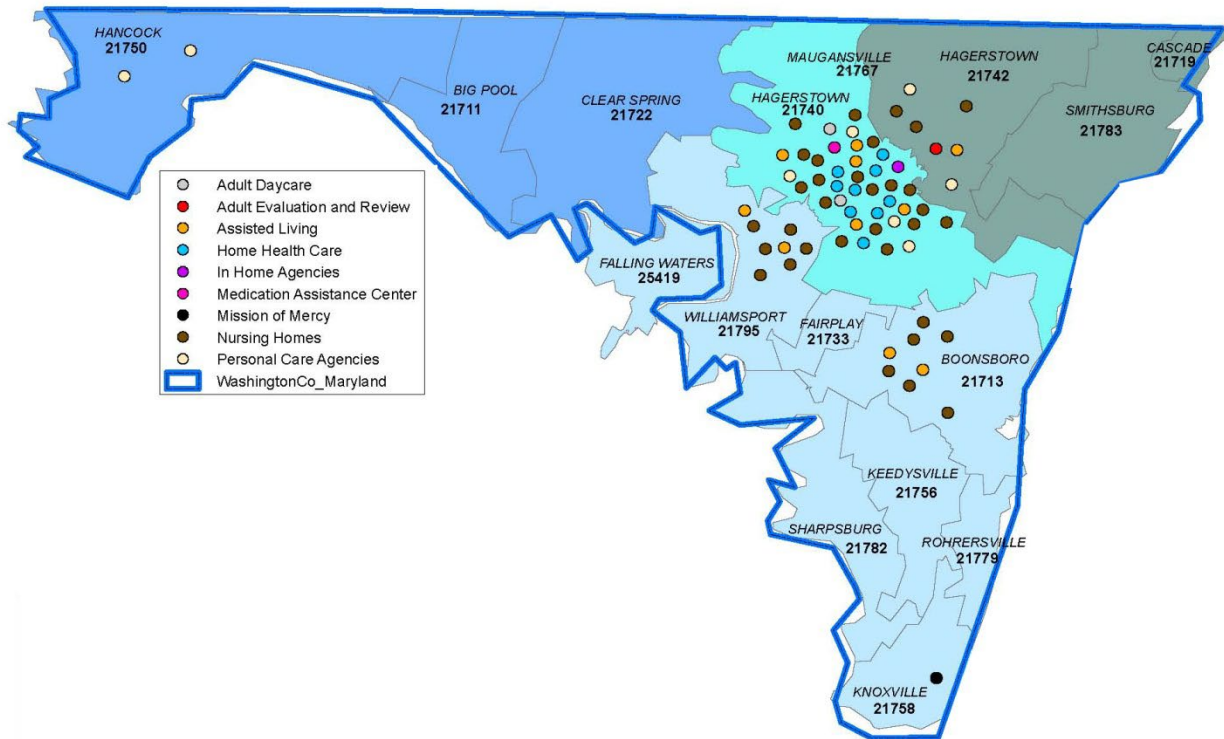 HANCOCK
21750
BIG POOL
21711
CLEAR SPRING
21722
MAUGANSVILLE
21767
HAGERSTOWN
21740
HAGERSTOWN
21742
CASCADE
21719
SMITHSBURG
21783
Adult Daycare
Adult Evaluation and Review
Assisted Living
Home Health Care
In Home Agencies
Medication Assistance Center
Mission of Mercy
Nursing Homes
Personal Care Agencies
WashingtonCo_Maryland
FALLING WATERS
25419
WILLIAMSPORT
21795
FAIRPLAY
21733
BOONSBORO
21713
KEEDYSVILLE
21756
SHARPSBURG
21782
ROHRERSVILLE
21779
KNOXVILLE
21758